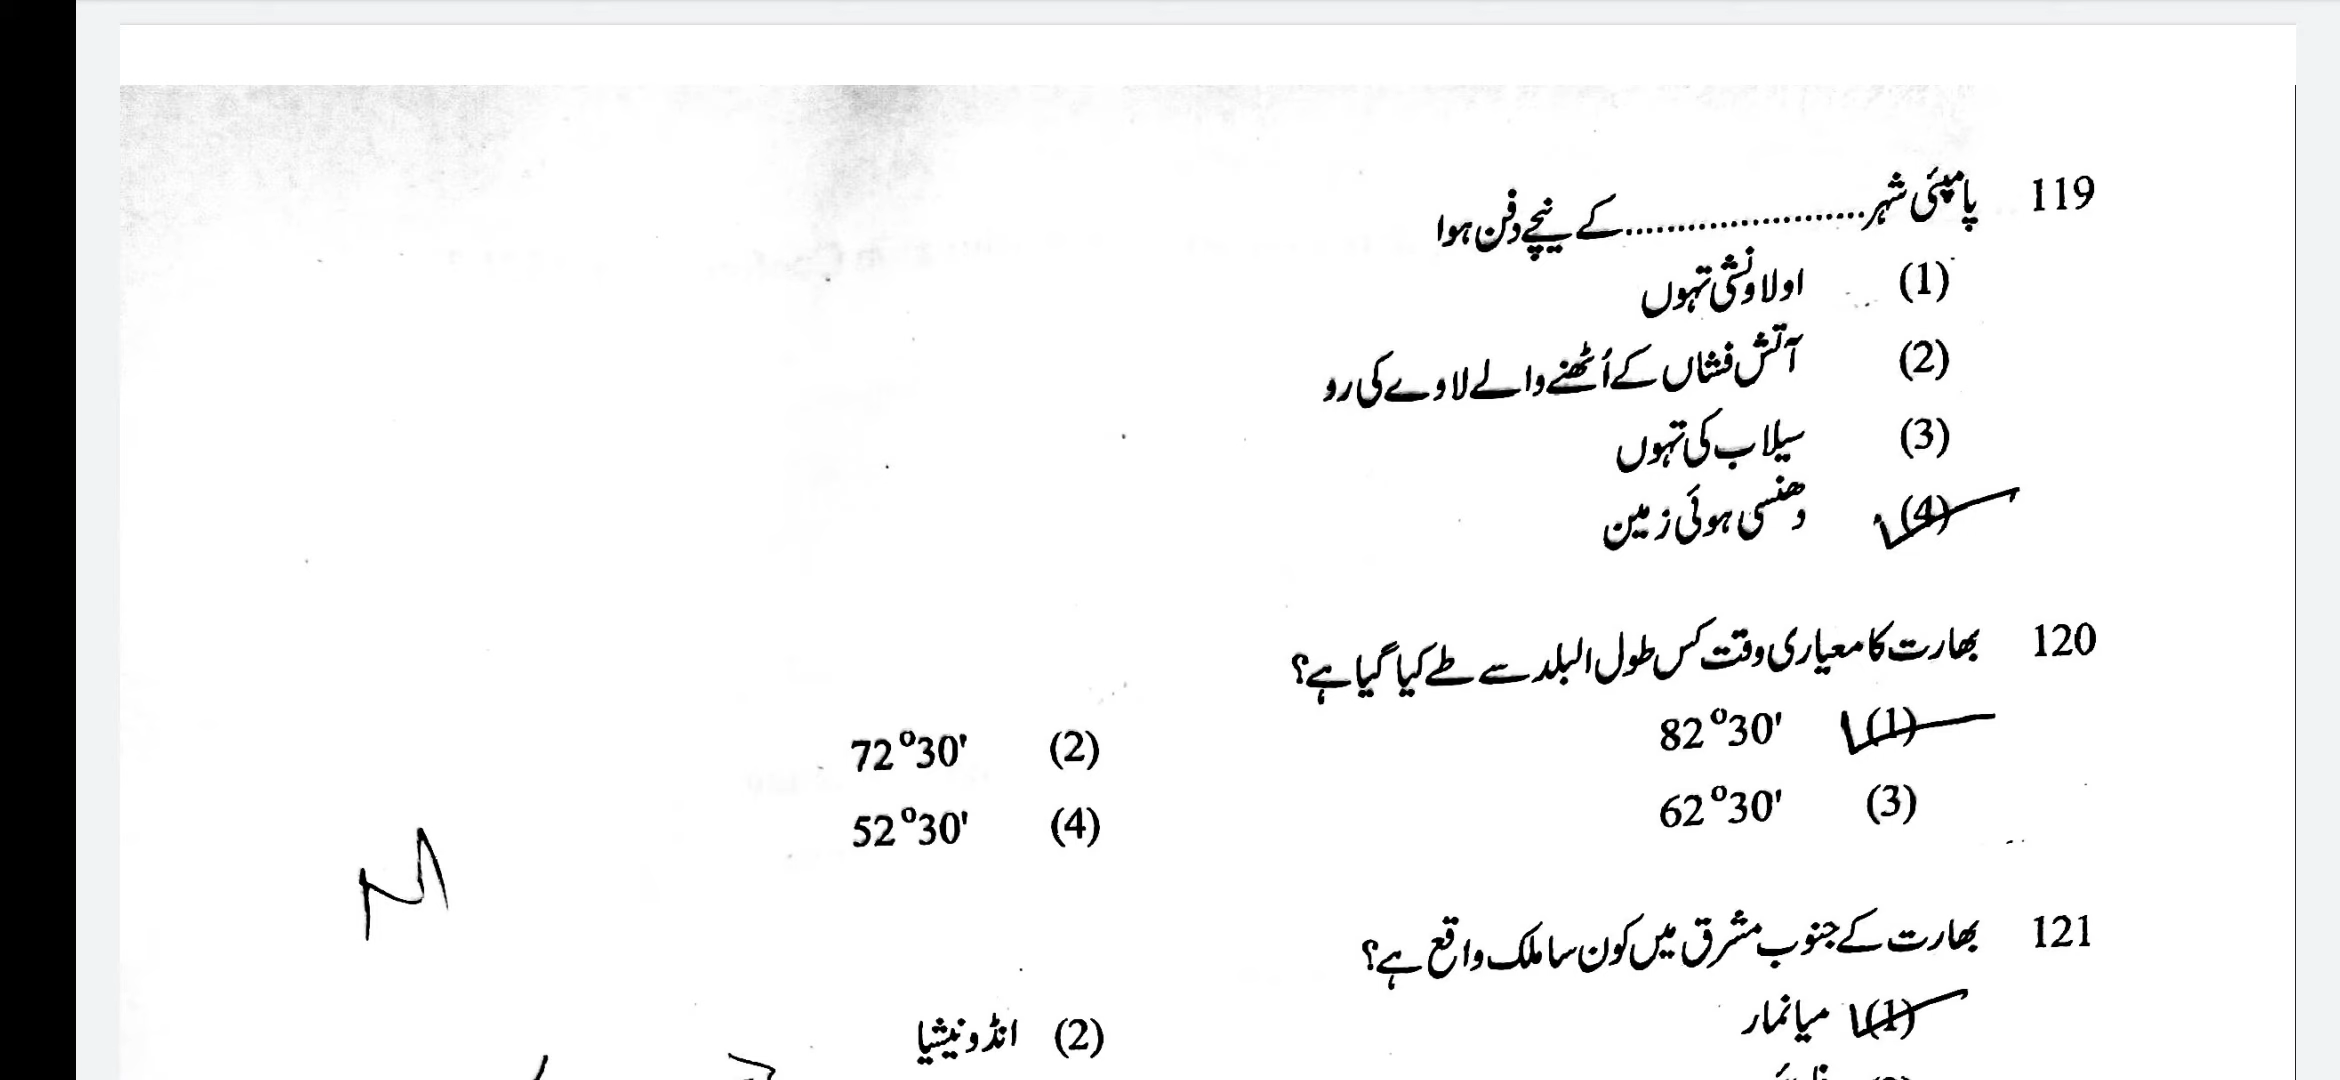 119 پامپئی شہر......................کے نیچے دفن ہوا
(1) اولا ونشی تہوں
(2) آتش فشاں کے اُٹھنے والے لاوے کی رو
(3) سیلاب کی تہوں
(4) دھنسی ہوئی زمین
120 بھارت کا معیاری وقت کس طول البلد سے طے کیا گیا ہے؟
(1) 82°30' (2) 72°30'
(3) 62°30' (4) 52°30'
121 بھارت کے جنوب مشرق میں کون سا ملک واقع ہے؟
(1) میانمار (2) انڈونیشیا